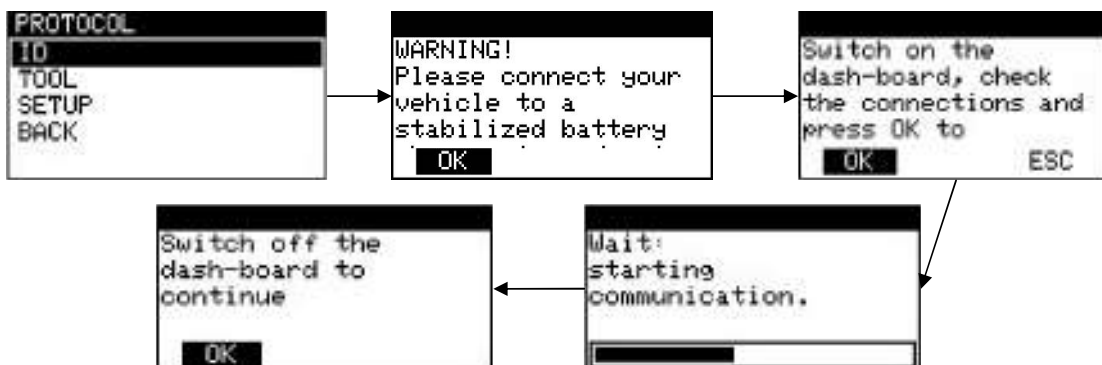 PROTOCOL
ID
TOOL
SETUP
BACK
WARNING!
Please connect your
vehicle to a
stabilized battery
OK
Switch on the
dash-board, check
the connections and
press OK to
OK ESC
Wait:
starting
communication.
Switch off the
dash-board to
continue
OK